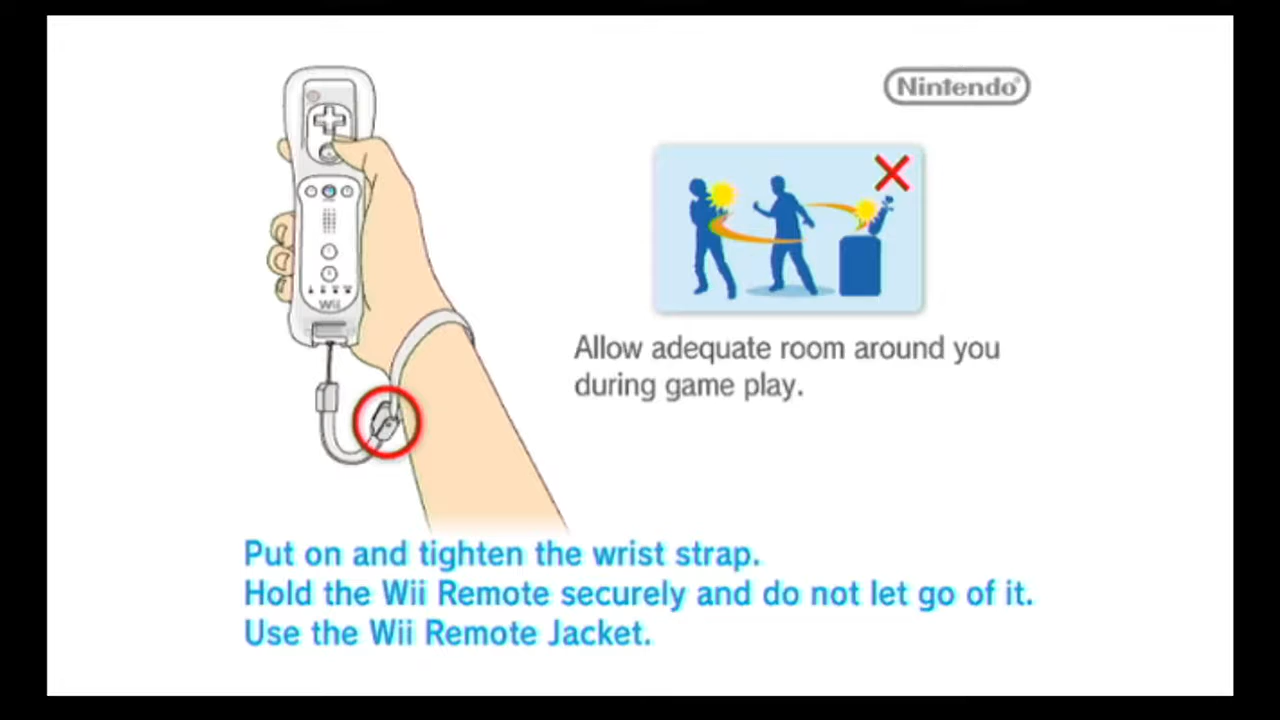 Nintendo
Allow adequate room around you
during game play.
Wii
Put on and tighten the wrist strap.
Hold the Wii Remote securely and do not let go of it.
Use the Wii Remote Jacket.